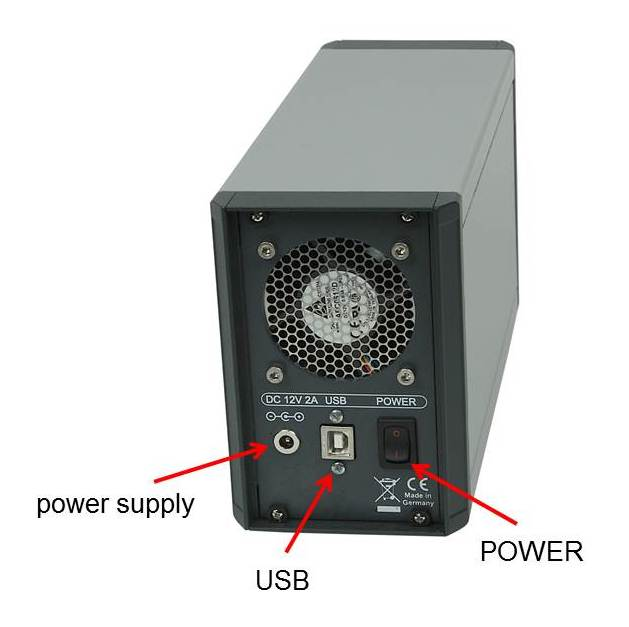 DC 12V 2A USB POWER
CE
Made in
Germany
power supply
POWER
USB